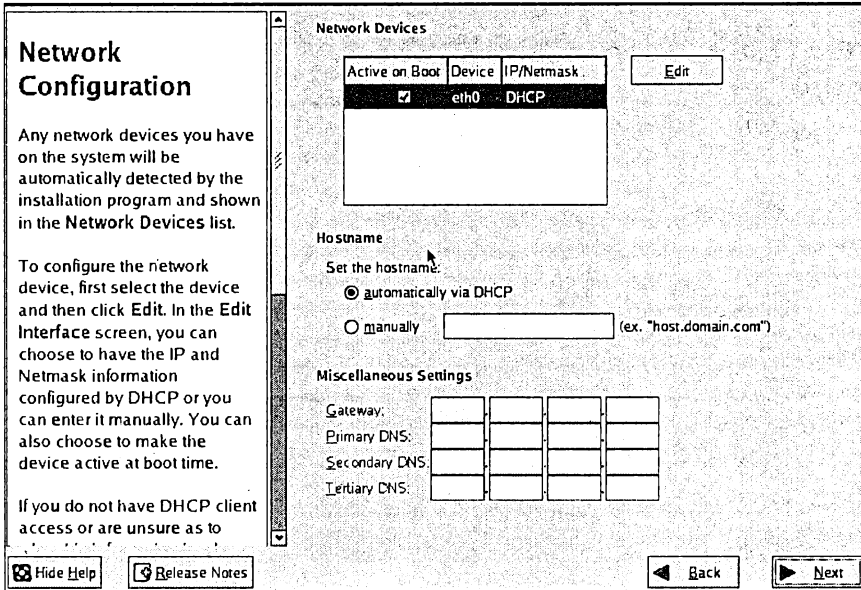 Network
Configuration
Any network devices you have
on the system will be
automatically detected by the
installation program and shown
in the Network Devices list.
To configure the network
device, first select the device
and then click Edit. In the Edit
Interface screen, you can
choose to have the IP and
Netmask information
configured by DHCP or you
can enter it manually. You can
also choose to make the
device active at boot time.
If you do not have DHCP client
access or are unsure as to
Network Devices
Active on Boot Device IP/Netmask
eth0 DHCP
Edit
Hostname
Set the hostname:
automatically via DHCP
manually (ex. "host.domain.com")
Miscellaneous Settings
Gateway:
Primary DNS:
Secondary DNS:
Tertiary DNS:
Hide Help
Release Notes
Back
Next